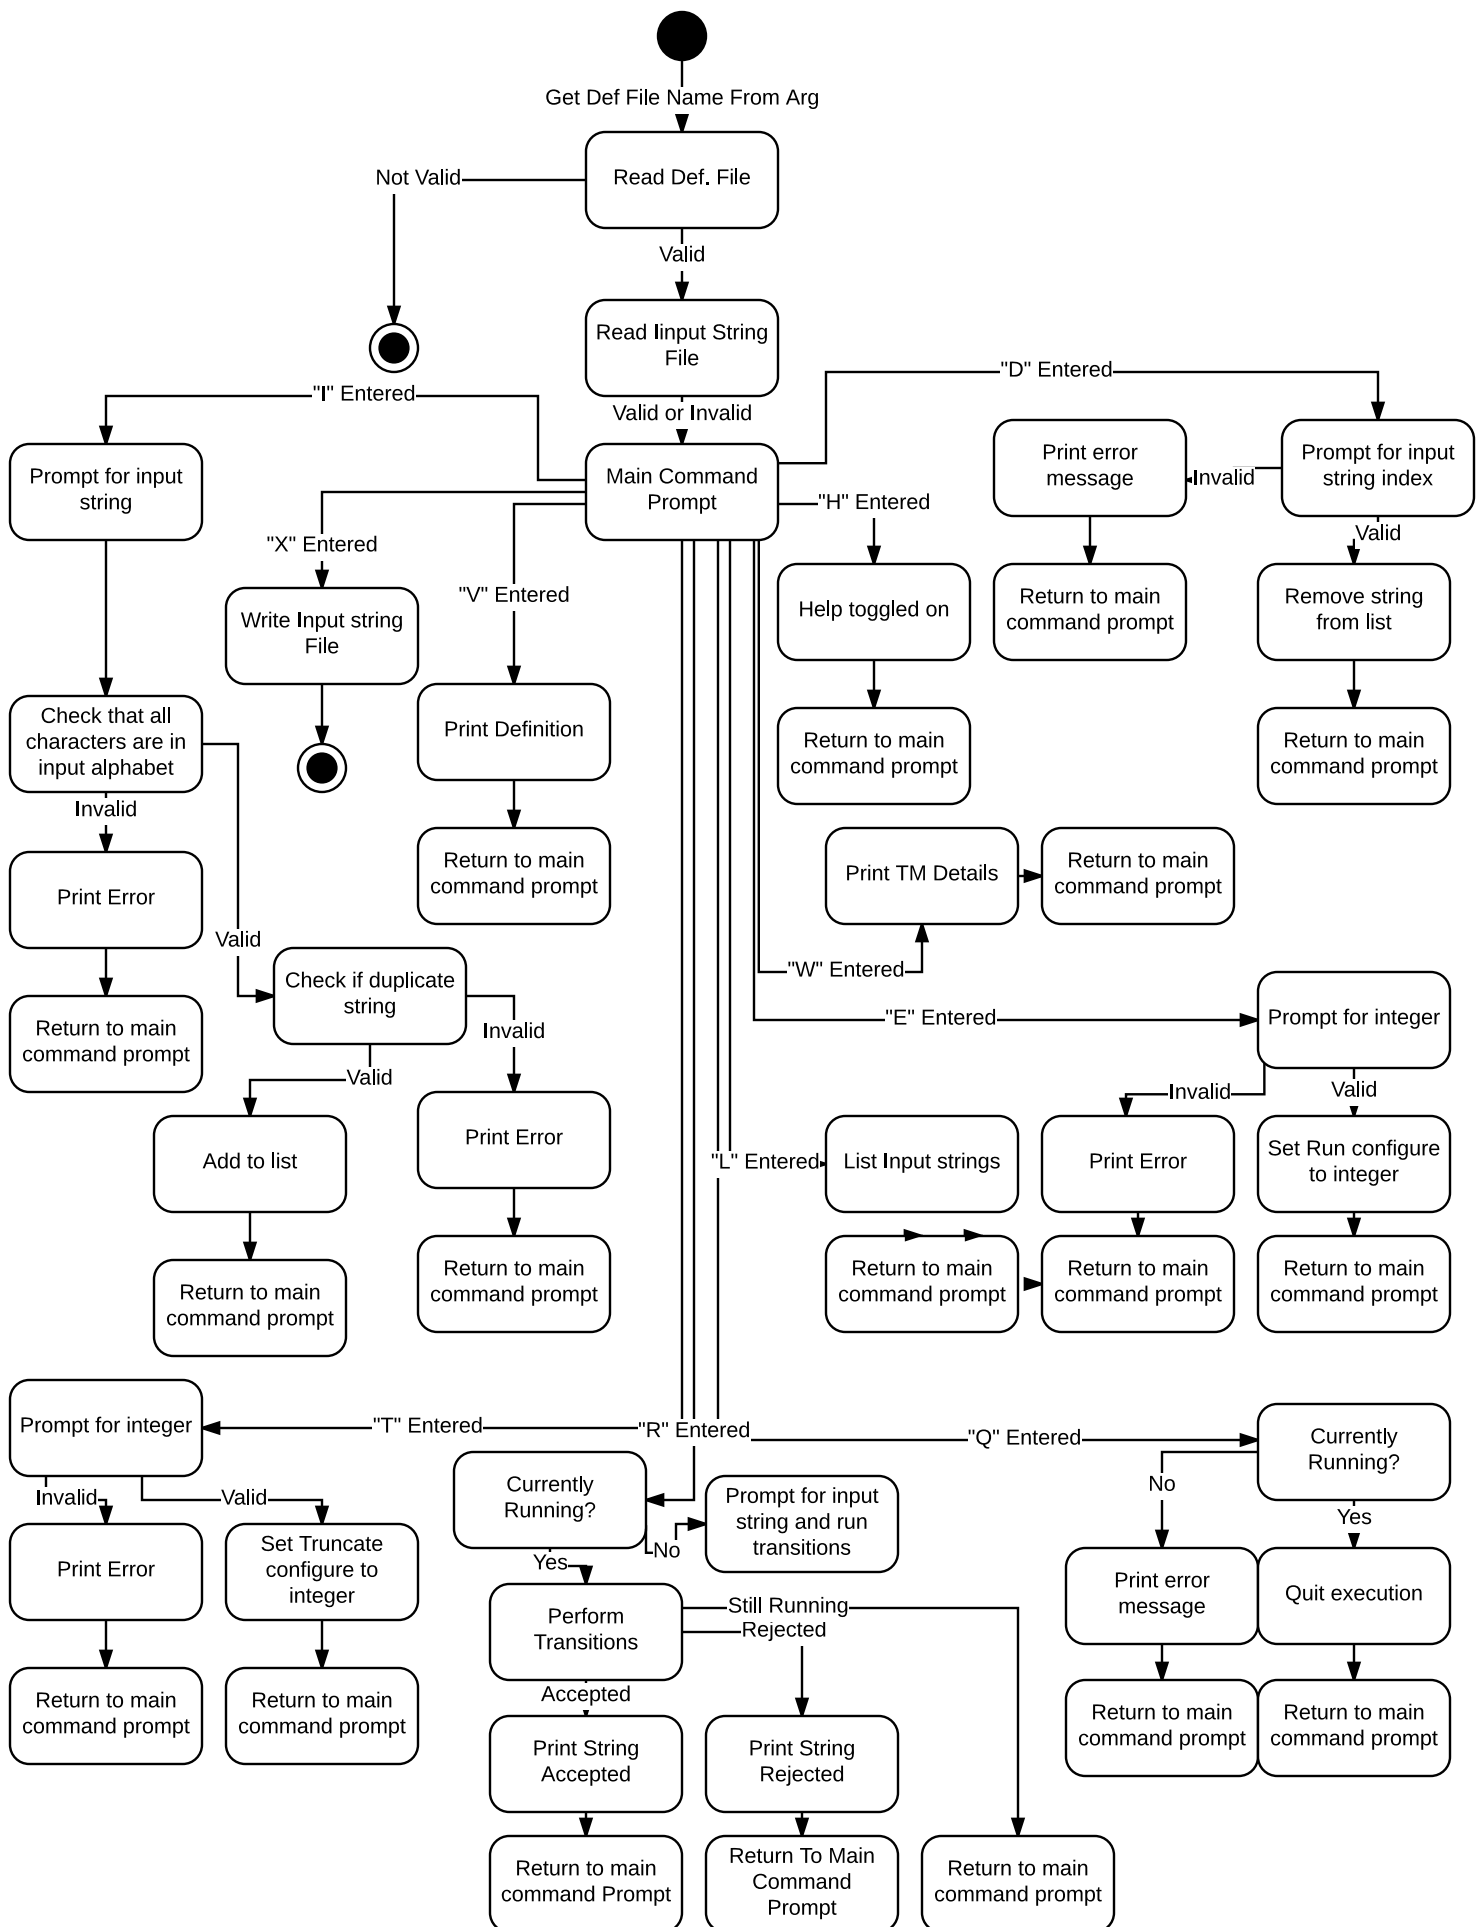 Get Def File Name From Arg
Read Def. File
Not Valid
Valid
Read Iinput String
File
Valid or Invalid
"I" Entered
"D" Entered
Main Command
Prompt
Prompt for input
string
Print error
message
Prompt for input
string index
Invalid
Valid
"X" Entered
"V" Entered
"H" Entered
Write Input string
File
Help toggled on
Return to main
command prompt
Remove string
from list
Print Definition
Return to main
command prompt
Return to main
command prompt
Check that all
characters are in
input alphabet
Invalid
Valid
Print Error
Return to main
command prompt
Return to main
command prompt
Print TM Details
Return to main
command prompt
"W" Entered
Check if duplicate
string
Invalid
Valid
"E" Entered
Prompt for integer
Invalid
Valid
Add to list
Print Error
"L" Entered
List Input strings
Print Error
Set Run configure
to integer
Return to main
command prompt
Return to main
command prompt
Return to main
command prompt
Return to main
command prompt
Return to main
command prompt
Prompt for integer
"T" Entered
"R" Entered
"Q" Entered
Currently
Running?
Invalid
Valid
Currently
Running?
Prompt for input
string and run
transitions
No
Yes
No
Yes
Print Error
Set Truncate
configure to
integer
Perform
Transitions
Still Running
Rejected
Accepted
Print error
message
Quit execution
Return to main
command prompt
Return to main
command prompt
Print String
Accepted
Print String
Rejected
Return to main
command prompt
Return to main
command prompt
Return to main
command Prompt
Return To Main
Command
Prompt
Return to main
command prompt